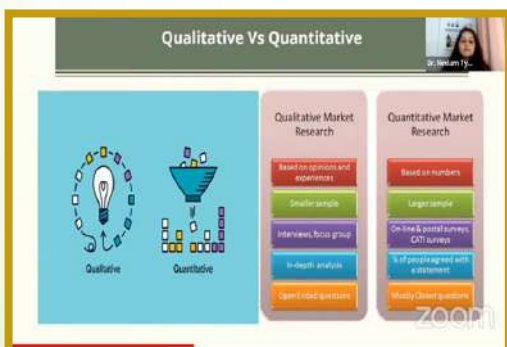 Qualitative Vs Quantitative
Dr. Neelam Ty...
Qualitative
Quantitative
Qualitative Market
Research
Based on opinions and
experiences
Smaller sample
Interviews, focus group
In-depth analysis
Open Ended questions
Quantitative Market
Research
Based on numbers
Larger sample
On-line & postal surveys,
CATI surveys
% of people agreed with
a statement
Mostly Closed questions
zoom